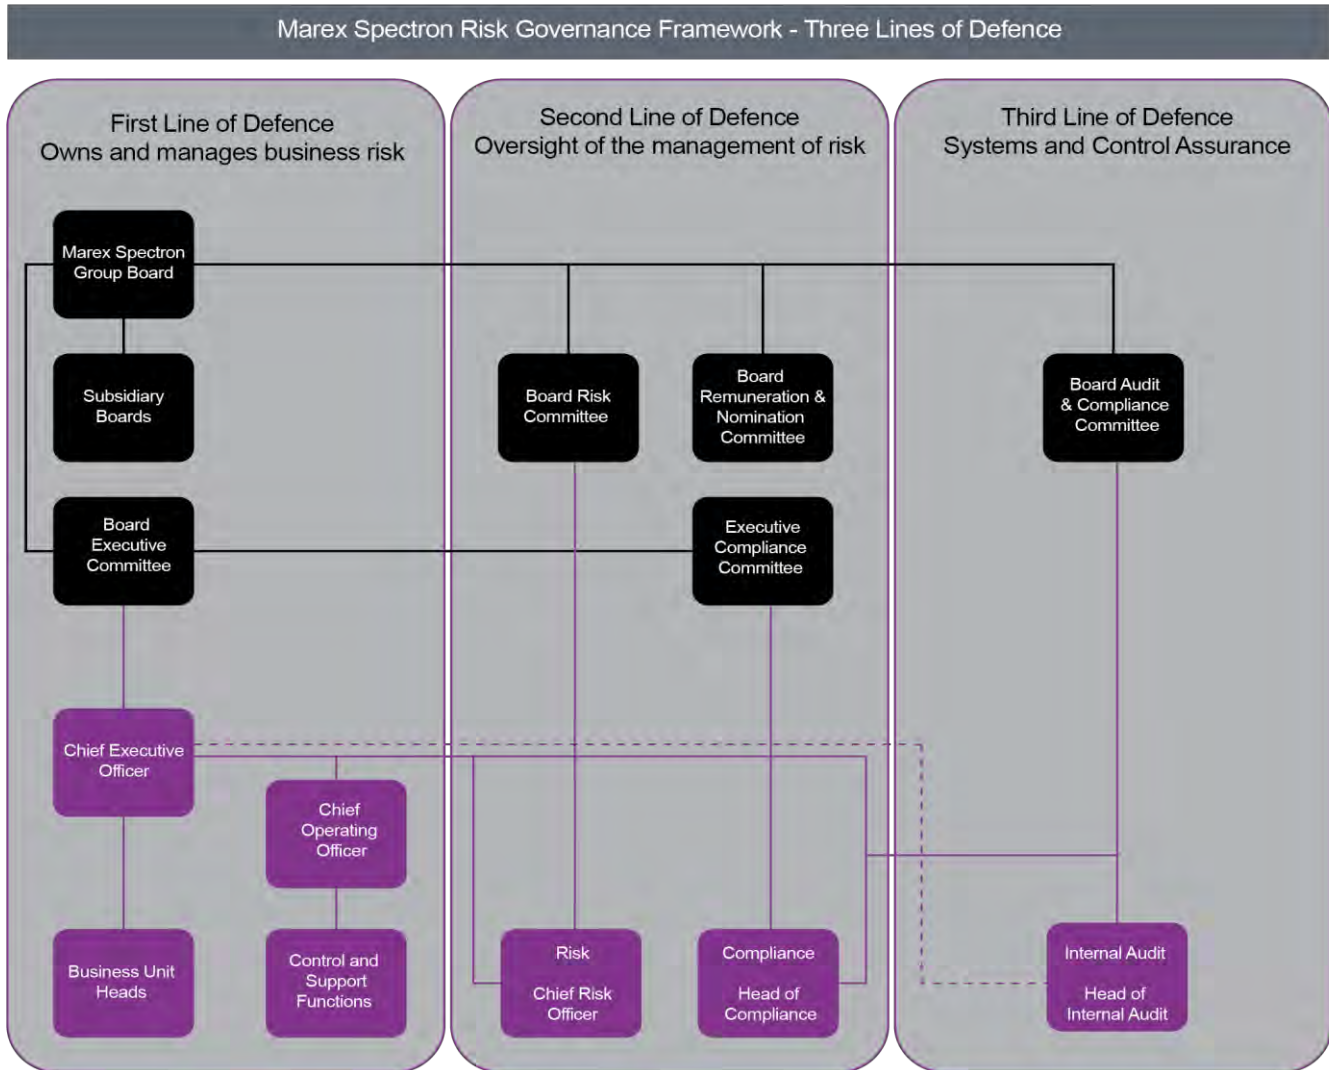 Marex Spectron Risk Governance Framework - Three Lines of Defence
First Line of Defence
Owns and manages business risk
Second Line of Defence
Oversight of the management of risk
Third Line of Defence
Systems and Control Assurance
Marex Spectron
Group Board
Subsidiary
Boards
Board Risk
Committee
Board
Remuneration &
Nomination
Committee
Board Audit
& Compliance
Committee
Board
Executive
Committee
Executive
Compliance
Committee
Chief Executive
Officer
Chief
Operating
Officer
Business Unit
Heads
Control and
Support
Functions
Risk
Chief Risk
Officer
Compliance
Head of
Compliance
Internal Audit
Head of
Internal Audit